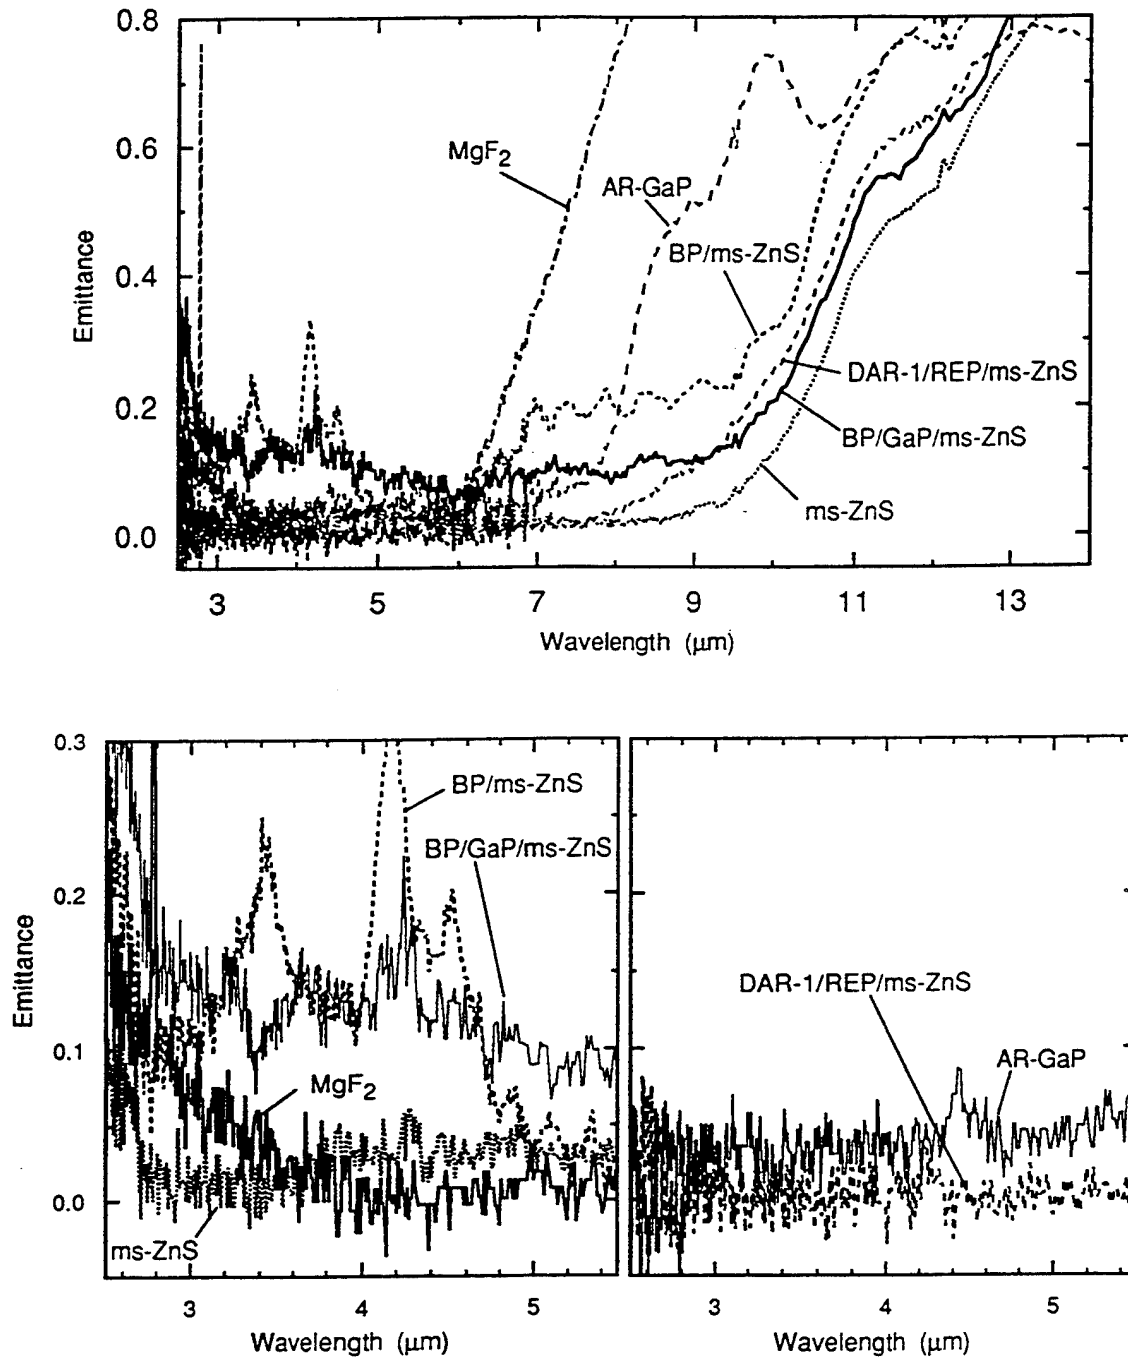 0.8
0.6
0.4
0.2
0.0
Emittance
MgF2
AR-GaP
BP/ms-ZnS
DAR-1/REP/ms-ZnS
BP/GaP/ms-ZnS
ms-ZnS
3 5 7 9 11 13
Wavelength (μm)
0.3
0.2
0.1
0.0
Emittance
BP/ms-ZnS
BP/GaP/ms-ZnS
MgF2
ms-ZnS
3 4 5
Wavelength (μm)
DAR-1/REP/ms-ZnS
AR-GaP
3 4 5
Wavelength (μm)